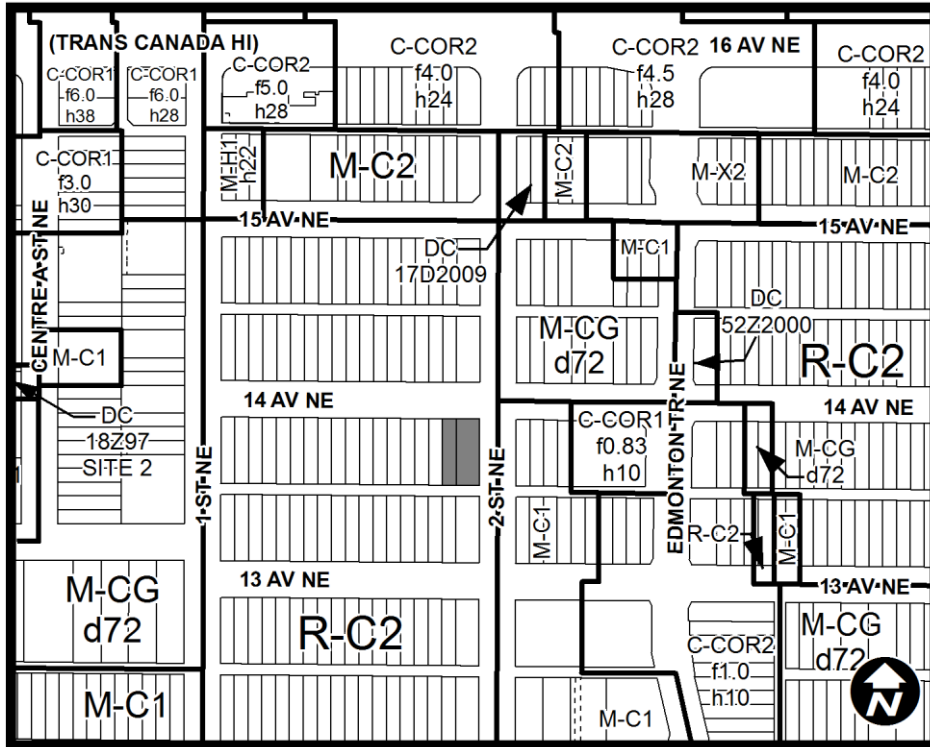 (TRANS CANADA HI)
16 AV NE
C-COR1
f6.0
h38
C-COR1
f6.0
h28
C-COR2
f5.0
h28
C-COR2
f4.0
h24
C-COR2
f4.5
h28
C-COR2
f4.0
h24
C-COR1
f3.0
h30
M-H1
h22
M-C2
M-C2
M-X2
M-C2
15 AV NE
15 AV NE
DC
17D2009
M-C1
CENTRE A ST NE
M-C1
DC
18Z97
SITE 2
M-CG
d72
DC
52Z2000
R-C2
14 AV NE
14 AV NE
1 ST NE
2 ST NE
EDMONTON TR NE
C-COR1
f0.83
h10
M-CG
d72
1
M-C1
R-C2
M-C1
13 AV NE
13 AV NE
M-CG
d72
R-C2
C-COR2
f1.0
h10
M-CG
d72
M-C1
M-C1
N